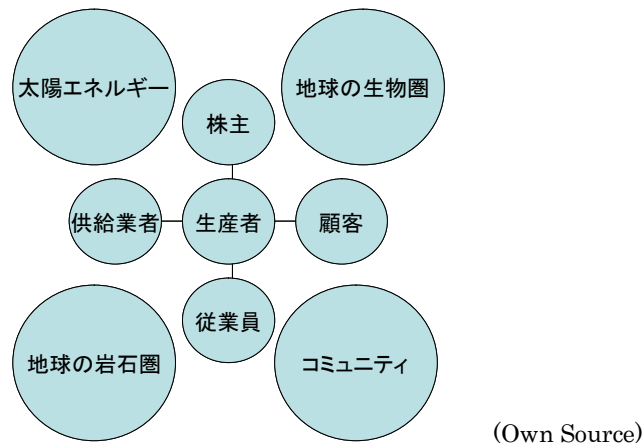 太陽エネルギー
地球の生物圏
株主
供給業者
生産者
顧客
従業員
地球の岩石圏
コミュニティ
(Own Source)